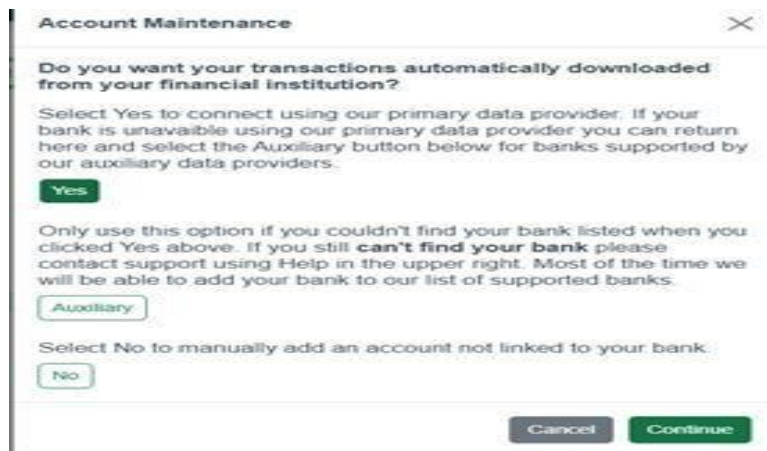 Account Maintenance
Do you want your transactions automatically downloaded
from your financial institution?
Select Yes to connect using our primary data provider. If your
bank is unavaible using our primary data provider you can return
here and select the Auxiliary button below for banks supported by
our auxiliary data providers.
Yes
Only use this option if you couldn't find your bank listed when you
clicked Yes above. If you still can't find your bank please
contact support using Help in the upper right. Most of the time we
will be able to add your bank to our list of supported banks.
Auxiliary
Select No to manually add an account not linked to your bank.
No
Cancel Continue